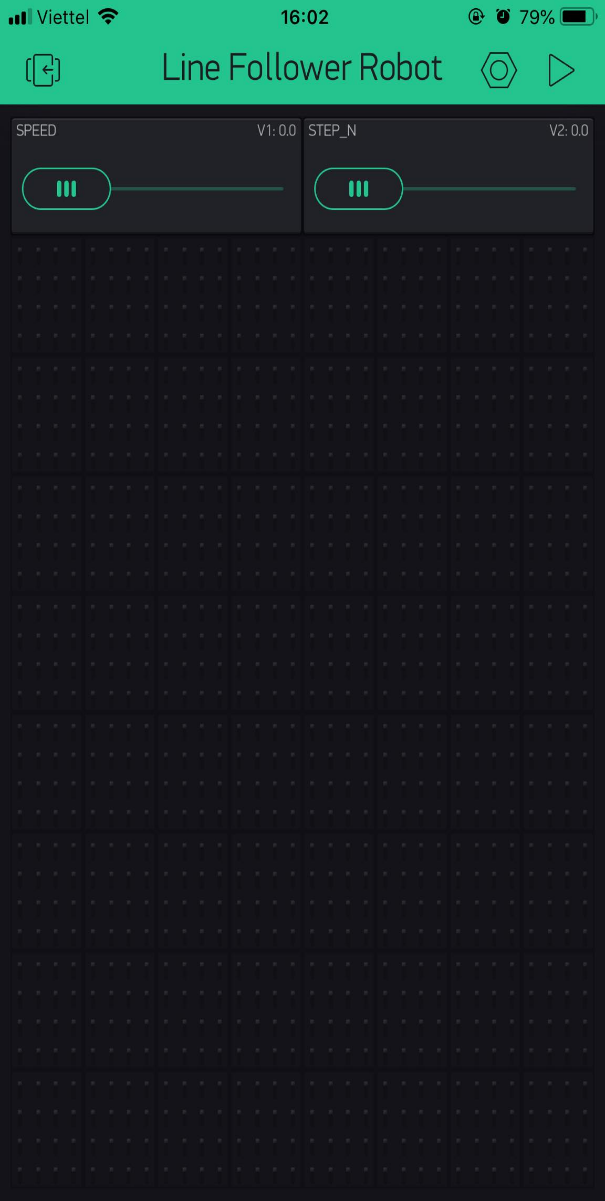 Viettel 16:02 79%
Line Follower Robot
SPEED V1: 0.0 STEP_N V2: 0.0